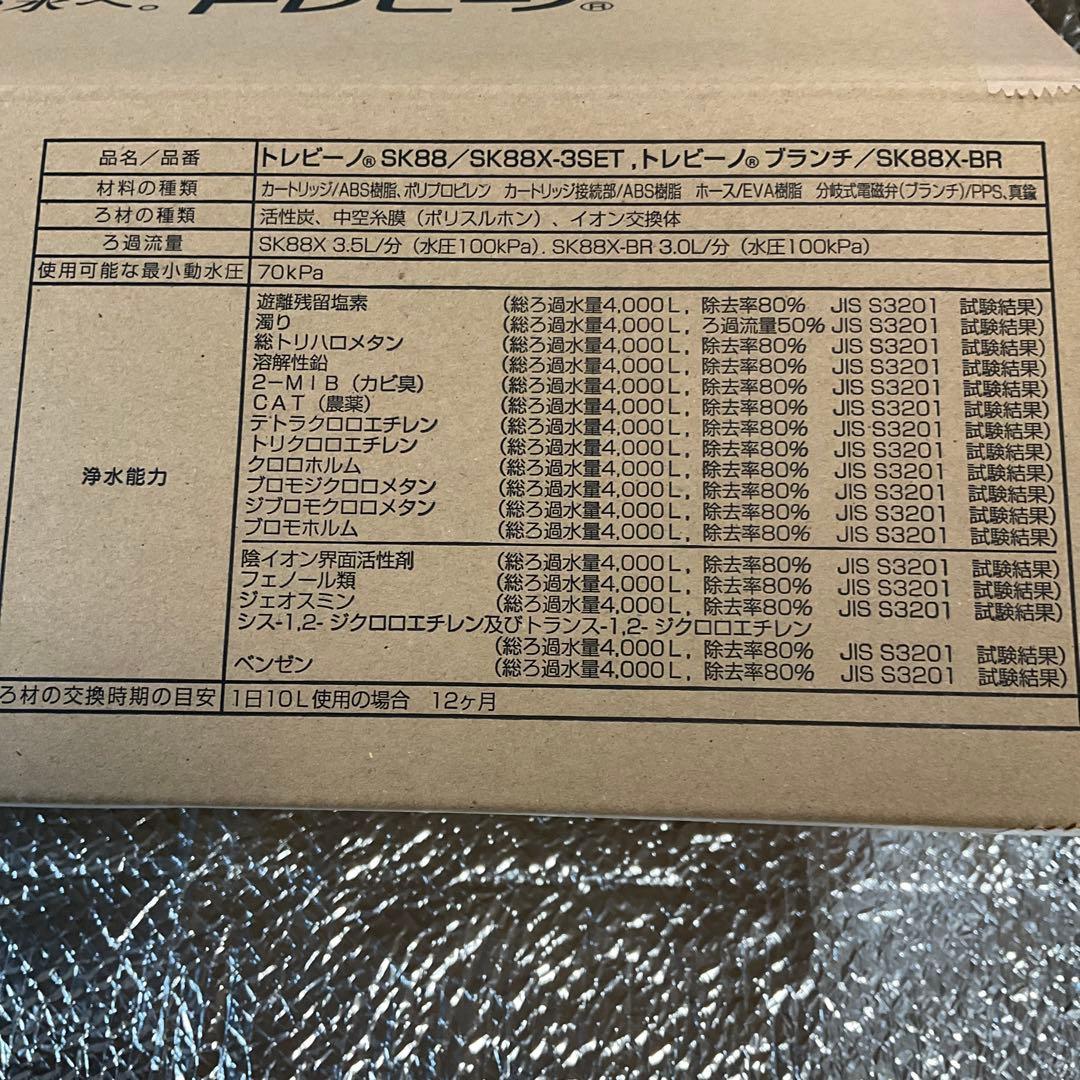 水へ。トレビーノ®
品名／品番 トレビーノ® SK88／SK88X-3SET ,トレビーノ® ブランチ／SK88X-BR
材料の種類 カートリッジ/ABS樹脂、ポリプロピレン カートリッジ接続部/ABS樹脂 ホース/EVA樹脂 分岐式電磁弁(ブランチ)/PPS、真鍮
ろ材の種類 活性炭、中空糸膜（ポリスルホン）、イオン交換体
ろ過流量 SK88X 3.5L/分（水圧100kPa）. SK88X-BR 3.0L/分（水圧100kPa）
使用可能な最小動水圧 70kPa
遊離残留塩素 (総ろ過水量4,000L, 除去率80% JIS S3201 試験結果)
濁り (総ろ過水量4,000L, ろ過流量50% JIS S3201 試験結果)
総トリハロメタン (総ろ過水量4,000L, 除去率80% JIS S3201 試験結果)
溶解性鉛 (総ろ過水量4,000L, 除去率80% JIS S3201 試験結果)
2-MIB（カビ臭） (総ろ過水量4,000L, 除去率80% JIS S3201 試験結果)
CAT（農薬） (総ろ過水量4,000L, 除去率80% JIS S3201 試験結果)
テトラクロロエチレン (総ろ過水量4,000L, 除去率80% JIS S3201 試験結果)
トリクロロエチレン (総ろ過水量4,000L, 除去率80% JIS S3201 試験結果)
浄水能力 クロロホルム (総ろ過水量4,000L, 除去率80% JIS S3201 試験結果)
ブロモジクロロメタン (総ろ過水量4,000L, 除去率80% JIS S3201 試験結果)
ジブロモクロロメタン (総ろ過水量4,000L, 除去率80% JIS S3201 試験結果)
ブロモホルム (総ろ過水量4,000L, 除去率80% JIS S3201 試験結果)
陰イオン界面活性剤 (総ろ過水量4,000L, 除去率80% JIS S3201 試験結果)
フェノール類 (総ろ過水量4,000L, 除去率80% JIS S3201 試験結果)
ジェオスミン (総ろ過水量4,000L, 除去率80% JIS S3201 試験結果)
シス-1,2- ジクロロエチレン及びトランス-1,2- ジクロロエチレン
(総ろ過水量4,000L, 除去率80% JIS S3201 試験結果)
ベンゼン (総ろ過水量4,000L, 除去率80% JIS S3201 試験結果)
ろ材の交換時期の目安 1日10L使用の場合 12ヶ月